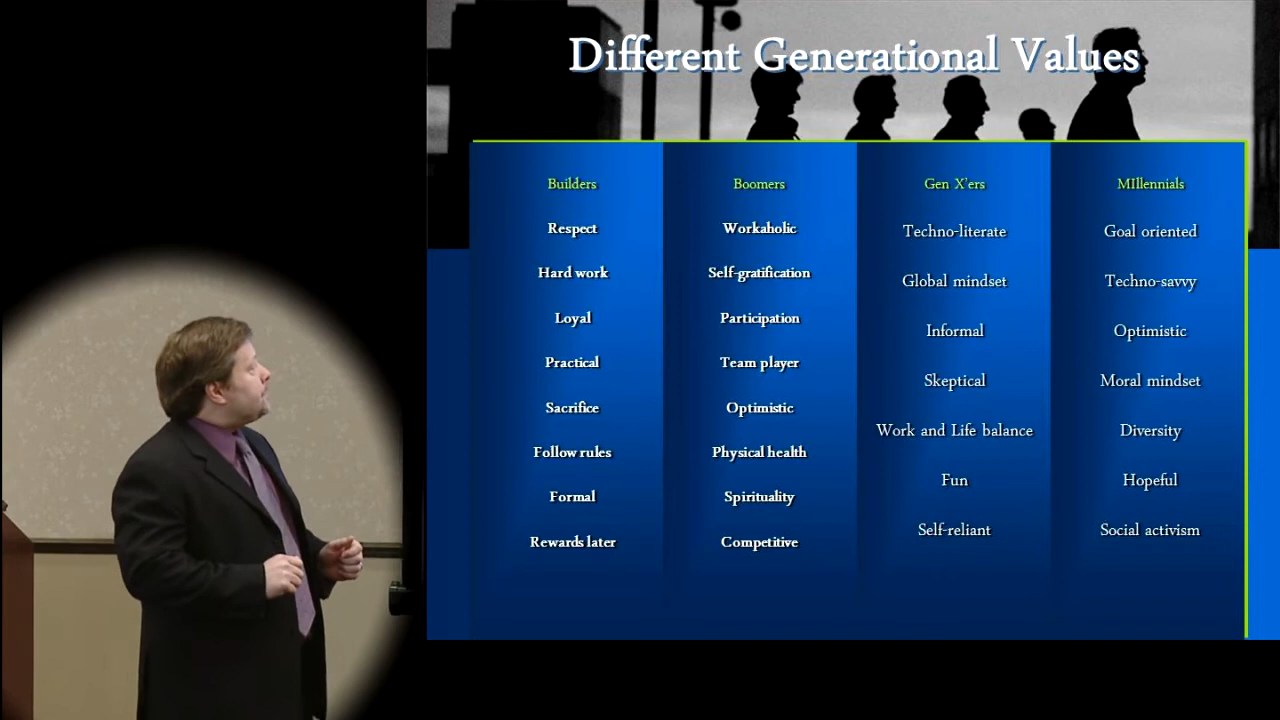 Different Generational Values
Builders
Respect
Hard work
Loyal
Practical
Sacrifice
Follow rules
Formal
Rewards later
Boomers
Workaholic
Self-gratification
Participation
Team player
Optimistic
Physical health
Spirituality
Competitive
Gen X'ers
Techno-literate
Global mindset
Informal
Skeptical
Work and Life balance
Fun
Self-reliant
MIllennials
Goal oriented
Techno-savvy
Optimistic
Moral mindset
Diversity
Hopeful
Social activism